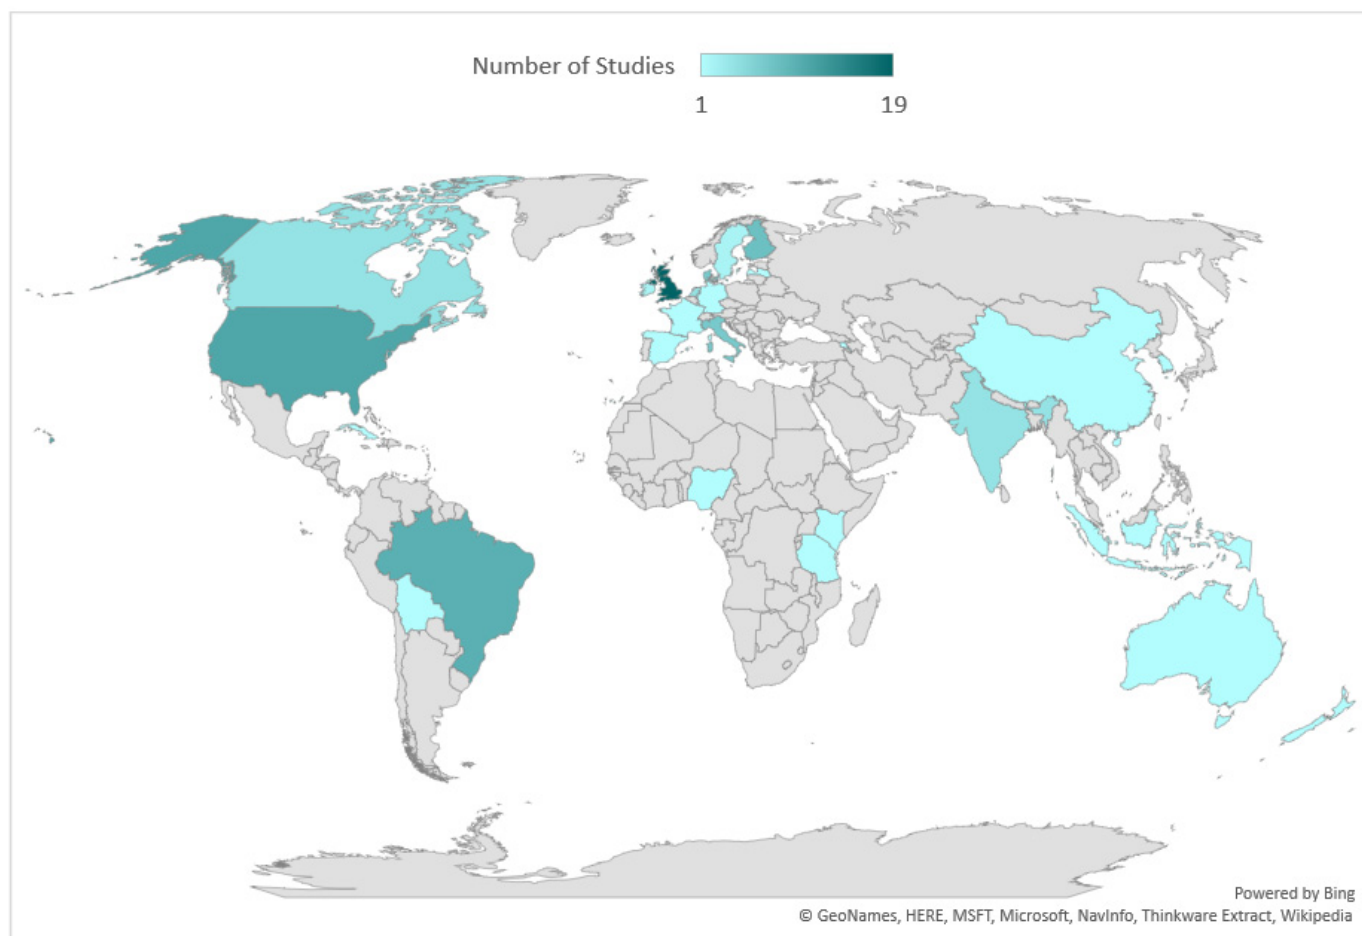 Number of Studies
1 19
Powered by Bing
© GeoNames, HERE, MSFT, Microsoft, NavInfo, Thinkware Extract, Wikipedia